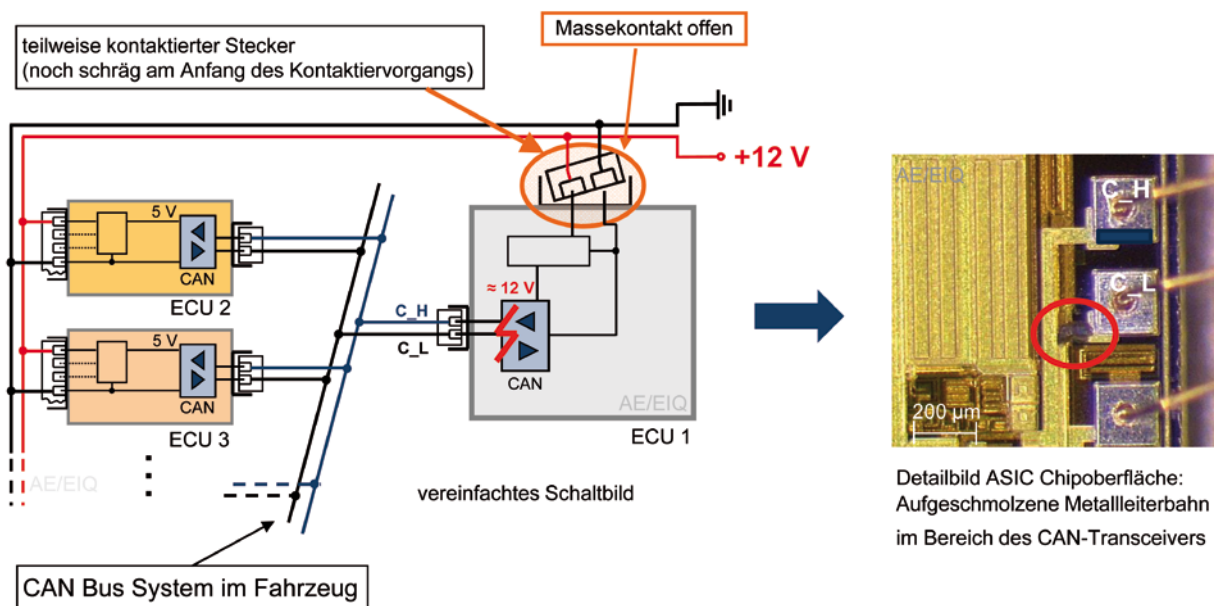 teilweise kontaktierter Stecker
(noch schräg am Anfang des Kontaktiervorgangs)
Massekontakt offen
+12 V
5 V
CAN
ECU 2
5 V
CAN
ECU 3
AE/EIQ
C_H
C_L
≈ 12 V
CAN
AE/EIQ
ECU 1
vereinfachtes Schaltbild
CAN Bus System im Fahrzeug
AE/EIQ
C_H
C_L
200 µm
Detailbild ASIC Chipoberfläche:
Aufgeschmolzene Metallleiterbahn
im Bereich des CAN-Transceivers